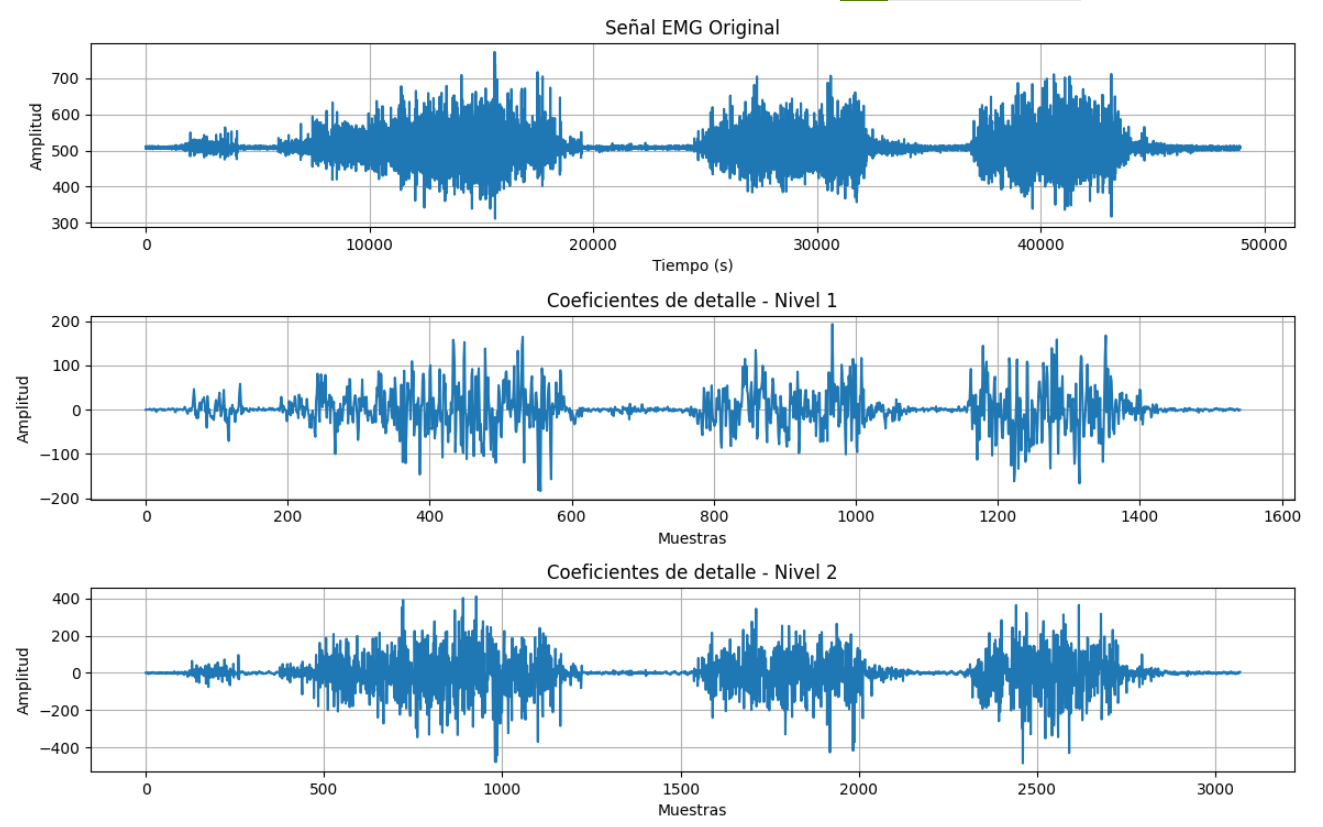 Señal EMG Original
700
600
500
400
300
Amplitud
0 10000 20000 30000 40000 50000
Tiempo (s)
Coeficientes de detalle - Nivel 1
200
100
0
−100
−200
Amplitud
0 200 400 600 800 1000 1200 1400 1600
Muestras
Coeficientes de detalle - Nivel 2
400
200
0
−200
−400
Amplitud
0 500 1000 1500 2000 2500 3000
Muestras